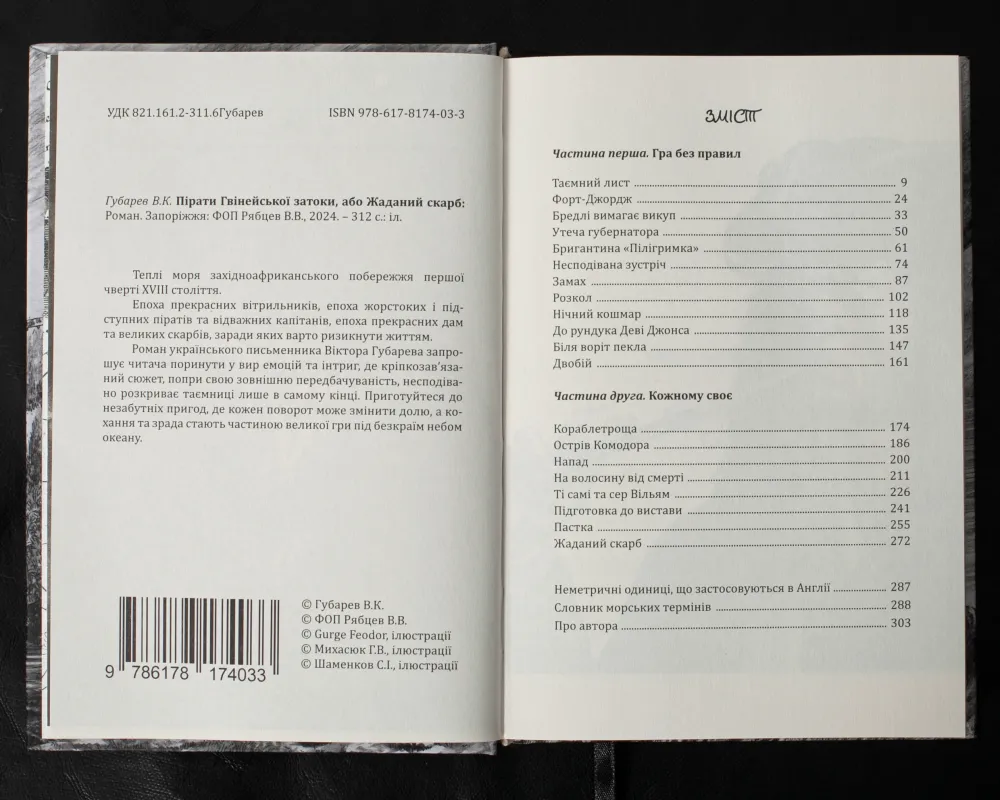 УДК 821.161.2-311.6Губарев ISBN 978-617-8174-03-3
Губарев В.К. Пірати Гвінейської затоки, або Жаданий скарб:
Роман. Запоріжжя: ФОП Рябцев В.В., 2024. – 312 с.: іл.
Теплі моря західноафриканського побережжя першої
чверті XVIII століття.
Епоха прекрасних вітрильників, епоха жорстоких і під-
ступних піратів та відважних капітанів, епоха прекрасних дам
та великих скарбів, заради яких варто ризикнути життям.
Роман українського письменника Віктора Губарева запро-
шує читача поринути у вир емоцій та інтриг, де кріпкозав'яза-
ний сюжет, попри свою зовнішню передбачуваність, несподіва-
но розкриває таємниці лише в самому кінці. Приготуйтеся до
незабутніх пригод, де кожен поворот може змінити долю, а ко-
хання та зрада стають частиною великої гри під безкраїм небом
океану.
9 786178 174033
© Губарев В.К.
© ФОП Рябцев В.В.
© Gurge Feodor, ілюстрації
© Михасюк Г.В., ілюстрації
© Шаменков С.І., ілюстрації
ЗМІСТ
Частина перша. Гра без правил
Таємний лист 9
Форт-Джордж 24
Бредлі вимагає викуп 33
Утеча губернатора 50
Бригантина «Пілігримка» 61
Несподівана зустріч 74
Замах 87
Розкол 102
Нічний кошмар 118
До рундука Деві Джонса 135
Біля воріт пекла 147
Двобій 161
Частина друга. Кожному своє
Кораблетроща 174
Острів Комодора 186
Напад 200
На волосину від смерті 211
Ті самі та сер Вільям 226
Підготовка до вистави 241
Пастка 255
Жаданий скарб 272
Неметричні одиниці, що застосовуються в Англії 287
Словник морських термінів 288
Про автора 303